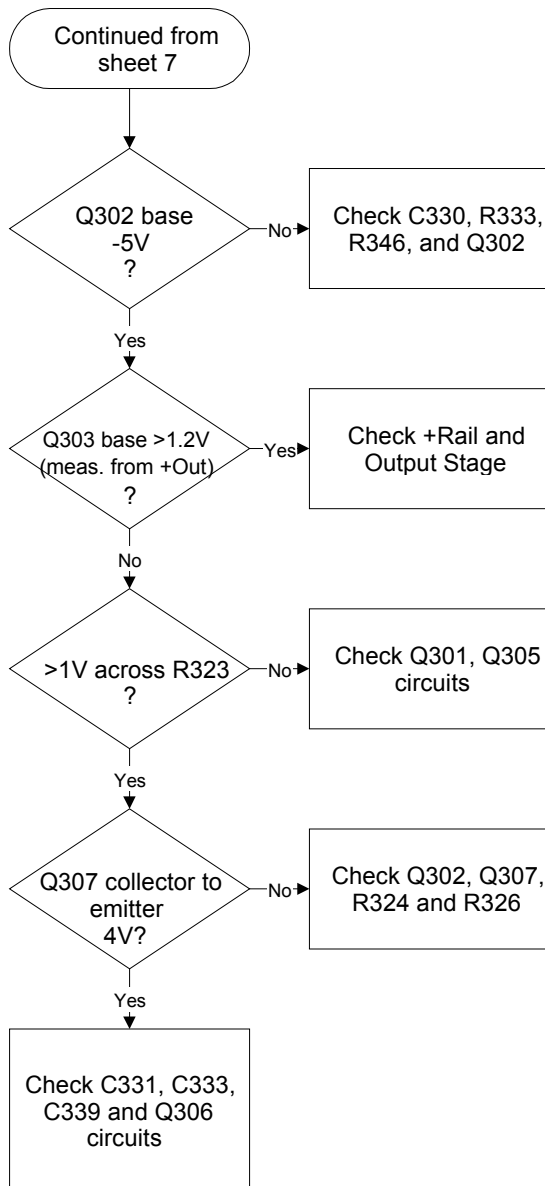 Continued from
sheet 7
Q302 base
-5V
?
No
Check C330, R333,
R346, and Q302
Yes
Q303 base >1.2V
(meas. from +Out)
?
Yes
Check +Rail and
Output Stage
No
>1V across R323
?
No
Check Q301, Q305
circuits
Yes
Q307 collector to
emitter
4V?
No
Check Q302, Q307,
R324 and R326
Yes
Check C331, C333,
C339 and Q306
circuits